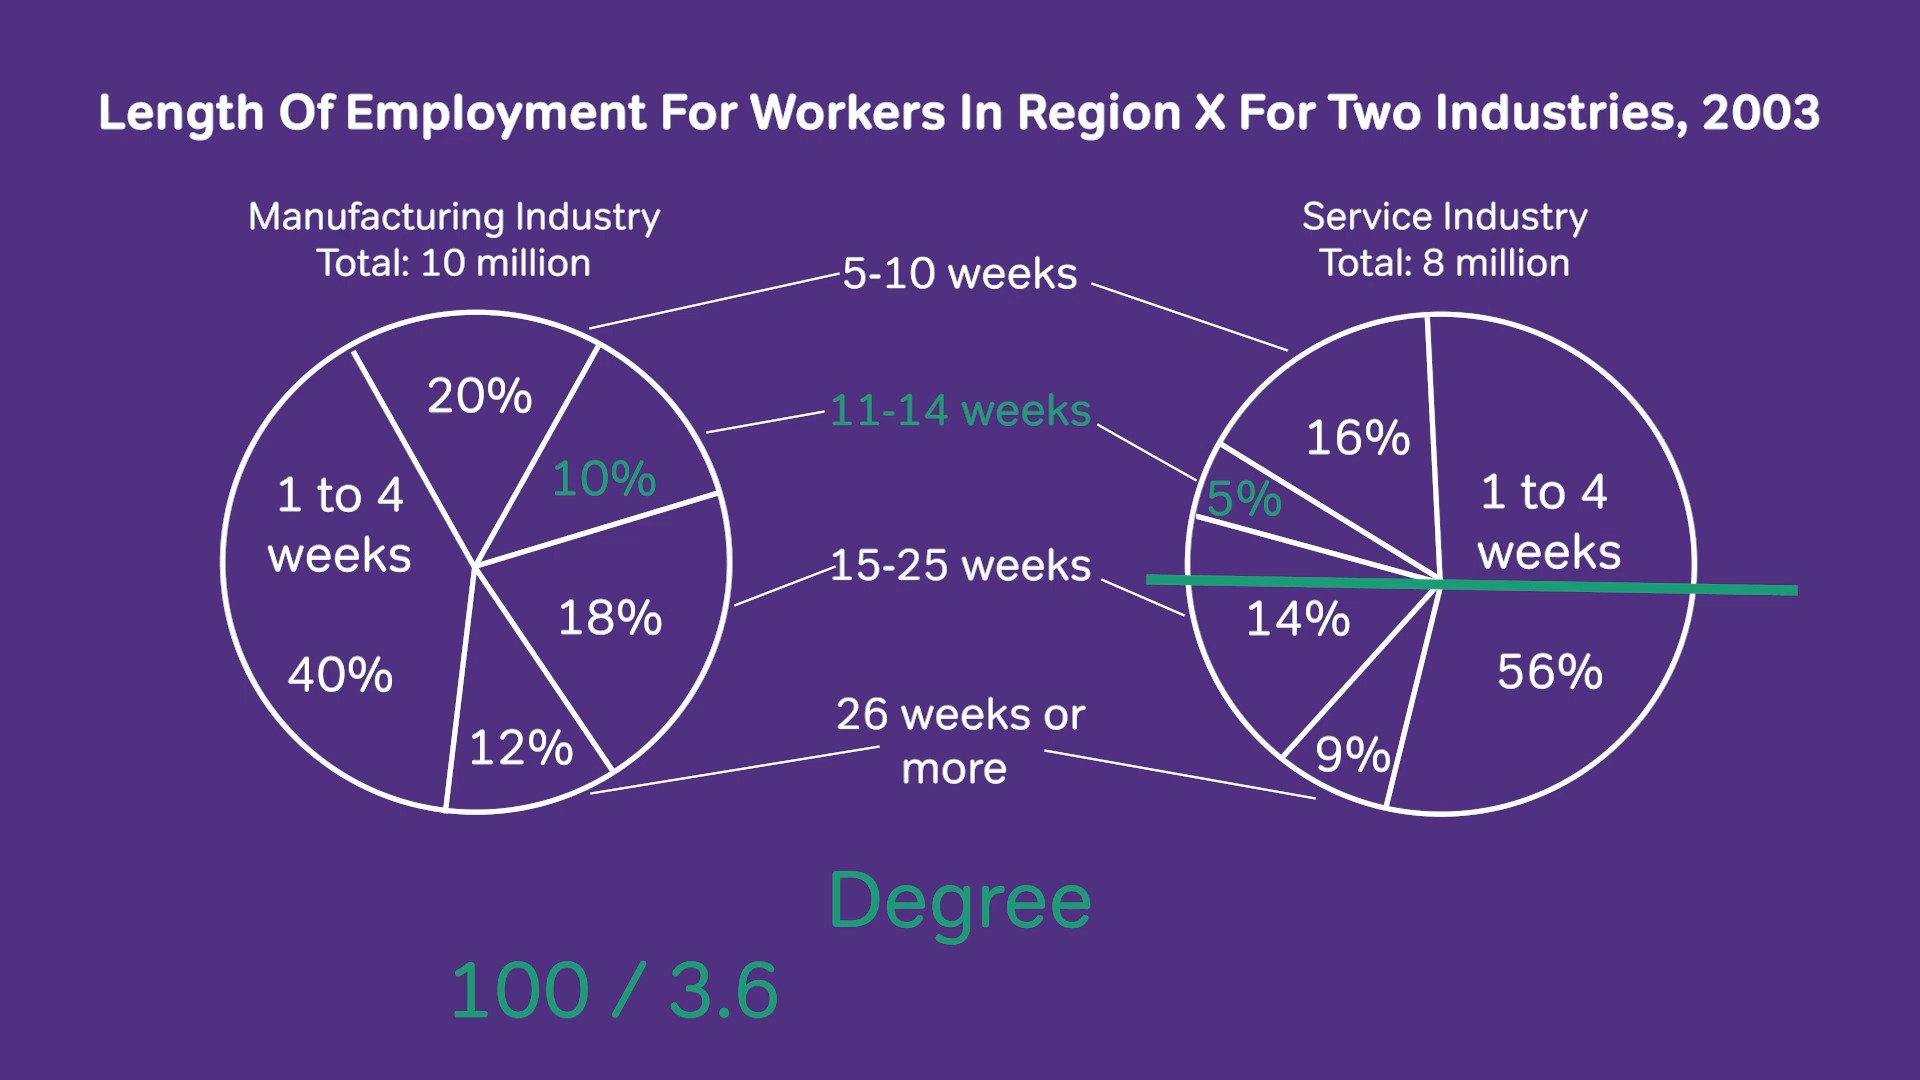 Length Of Employment For Workers In Region X For Two Industries, 2003
Manufacturing Industry
Total: 10 million
Service Industry
Total: 8 million
5-10 weeks
11-14 weeks
15-25 weeks
26 weeks or
more
20%
10%
1 to 4
weeks
18%
40%
12%
16%
5%
1 to 4
weeks
14%
56%
9%
Degree
100 / 3.6